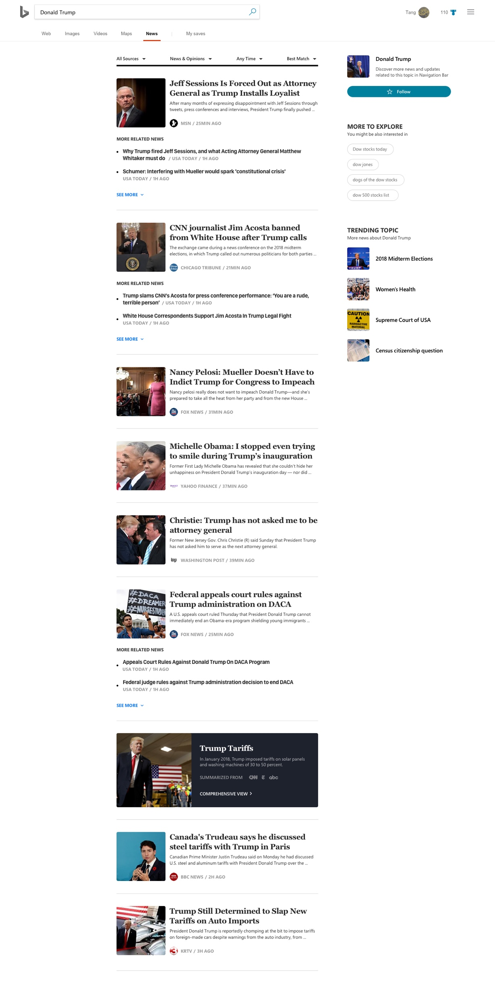 Donald Trump
Tang
110
Web
Images
Videos
Maps
News
My saves
All Sources
News & Opinions
Any Time
Best Match
Jeff Sessions Is Forced Out as Attorney
General as Trump Installs Loyalist
After many months of expressing disappointment with Jeff Sessions through
tweets, press conferences and interviews, President Trump finally pushed ...
MSN / 25MIN AGO
MORE RELATED NEWS
Why Trump fired Jeff Sessions, and what Acting Attorney General Matthew
Whitaker must do / USA TODAY / 1H AGO
Schumer: Interfering with Mueller would spark 'constitutional crisis'
USA TODAY / 1H AGO
SEE MORE
CNN journalist Jim Acosta banned
from White House after Trump calls
The exchange came during a news conference on the 2018 midterm
elections, in which Trump called out numerous politicians for both parties ...
Chicago
Tribune
CHICAGO TRIBUNE / 21MIN AGO
MORE RELATED NEWS
Trump slams CNN’s Acosta for press conference performance: ‘You are a rude,
terrible person’ / USA TODAY / 1H AGO
White House Correspondents Support Jim Acosta In Trump Legal Fight
USA TODAY / 1H AGO
SEE MORE
Nancy Pelosi: Mueller Doesn’t Have to
Indict Trump for Congress to Impeach
Nancy pelosi really does not want to impeach Donald Trump—and she’s
prepared to take all the heat from her party and from the new House ...
FOX NEWS / 31MIN AGO
Michelle Obama: I stopped even trying
to smile during Trump’s inauguration
Former First Lady Michelle Obama has revealed that she couldn’t hide her
unhappiness on President Donald Trump’s inauguration day — nor did ...
YAHOO!
YAHOO FINANCE / 37MIN AGO
Christie: Trump has not asked me to be
attorney general
Former New Jersey Gov. Chris Christie (R) said Sunday that President Trump
has not asked him to serve as the next attorney general.
wp
WASHINGTON POST / 39MIN AGO
#DACA
#DREAMER
#NURSESTUDEN
Federal appeals court rules against
Trump administration on DACA
A U.S. appeals court ruled Thursday that President Donald Trump cannot
immediately end an Obama-era program shielding young immigrants ...
FOX NEWS / 25MIN AGO
MORE RELATED NEWS
Appeals Court Rules Against Donald Trump On DACA Program
USA TODAY / 1H AGO
Federal judge rules against Trump administration decision to end DACA
USA TODAY / 1H AGO
SEE MORE
Trump Tariffs
In January 2018, Trump imposed tariffs on solar panels
and washing machines of 30 to 50 percent.
SUMMARIZED FROM CNN E abc
COMPREHENSIVE VIEW
Canada's Trudeau says he discussed
steel tariffs with Trump in Paris
Canadian Prime Minister Justin Trudeau said on Monday he had discussed
U.S. steel and aluminum tariffs with President Donald Trump over the ...
NEWS
BBC NEWS / 2H AGO
Trump Still Determined to Slap New
Tariffs on Auto Imports
President Donald Trump is reportedly chomping at the bit to impose tariffs
on foreign-made cars despite warnings from the auto industry, from ...
3
KRTV / 3H AGO
Donald Trump
Discover more news and updates
related to this topic in Navigation Bar
Follow
MORE TO EXPLORE
You might be also interested in
Dow stocks today
dow jones
dogs of the dow stocks
dow 500 stocks list
TRENDING TOPIC
More news about Donald Trump
TRUMP
2018 Midterm Elections
Women's Health
CAUTION
RADIOACTIVE
MATERIAL
Supreme Court of USA
10
10
10
Census citizenship question